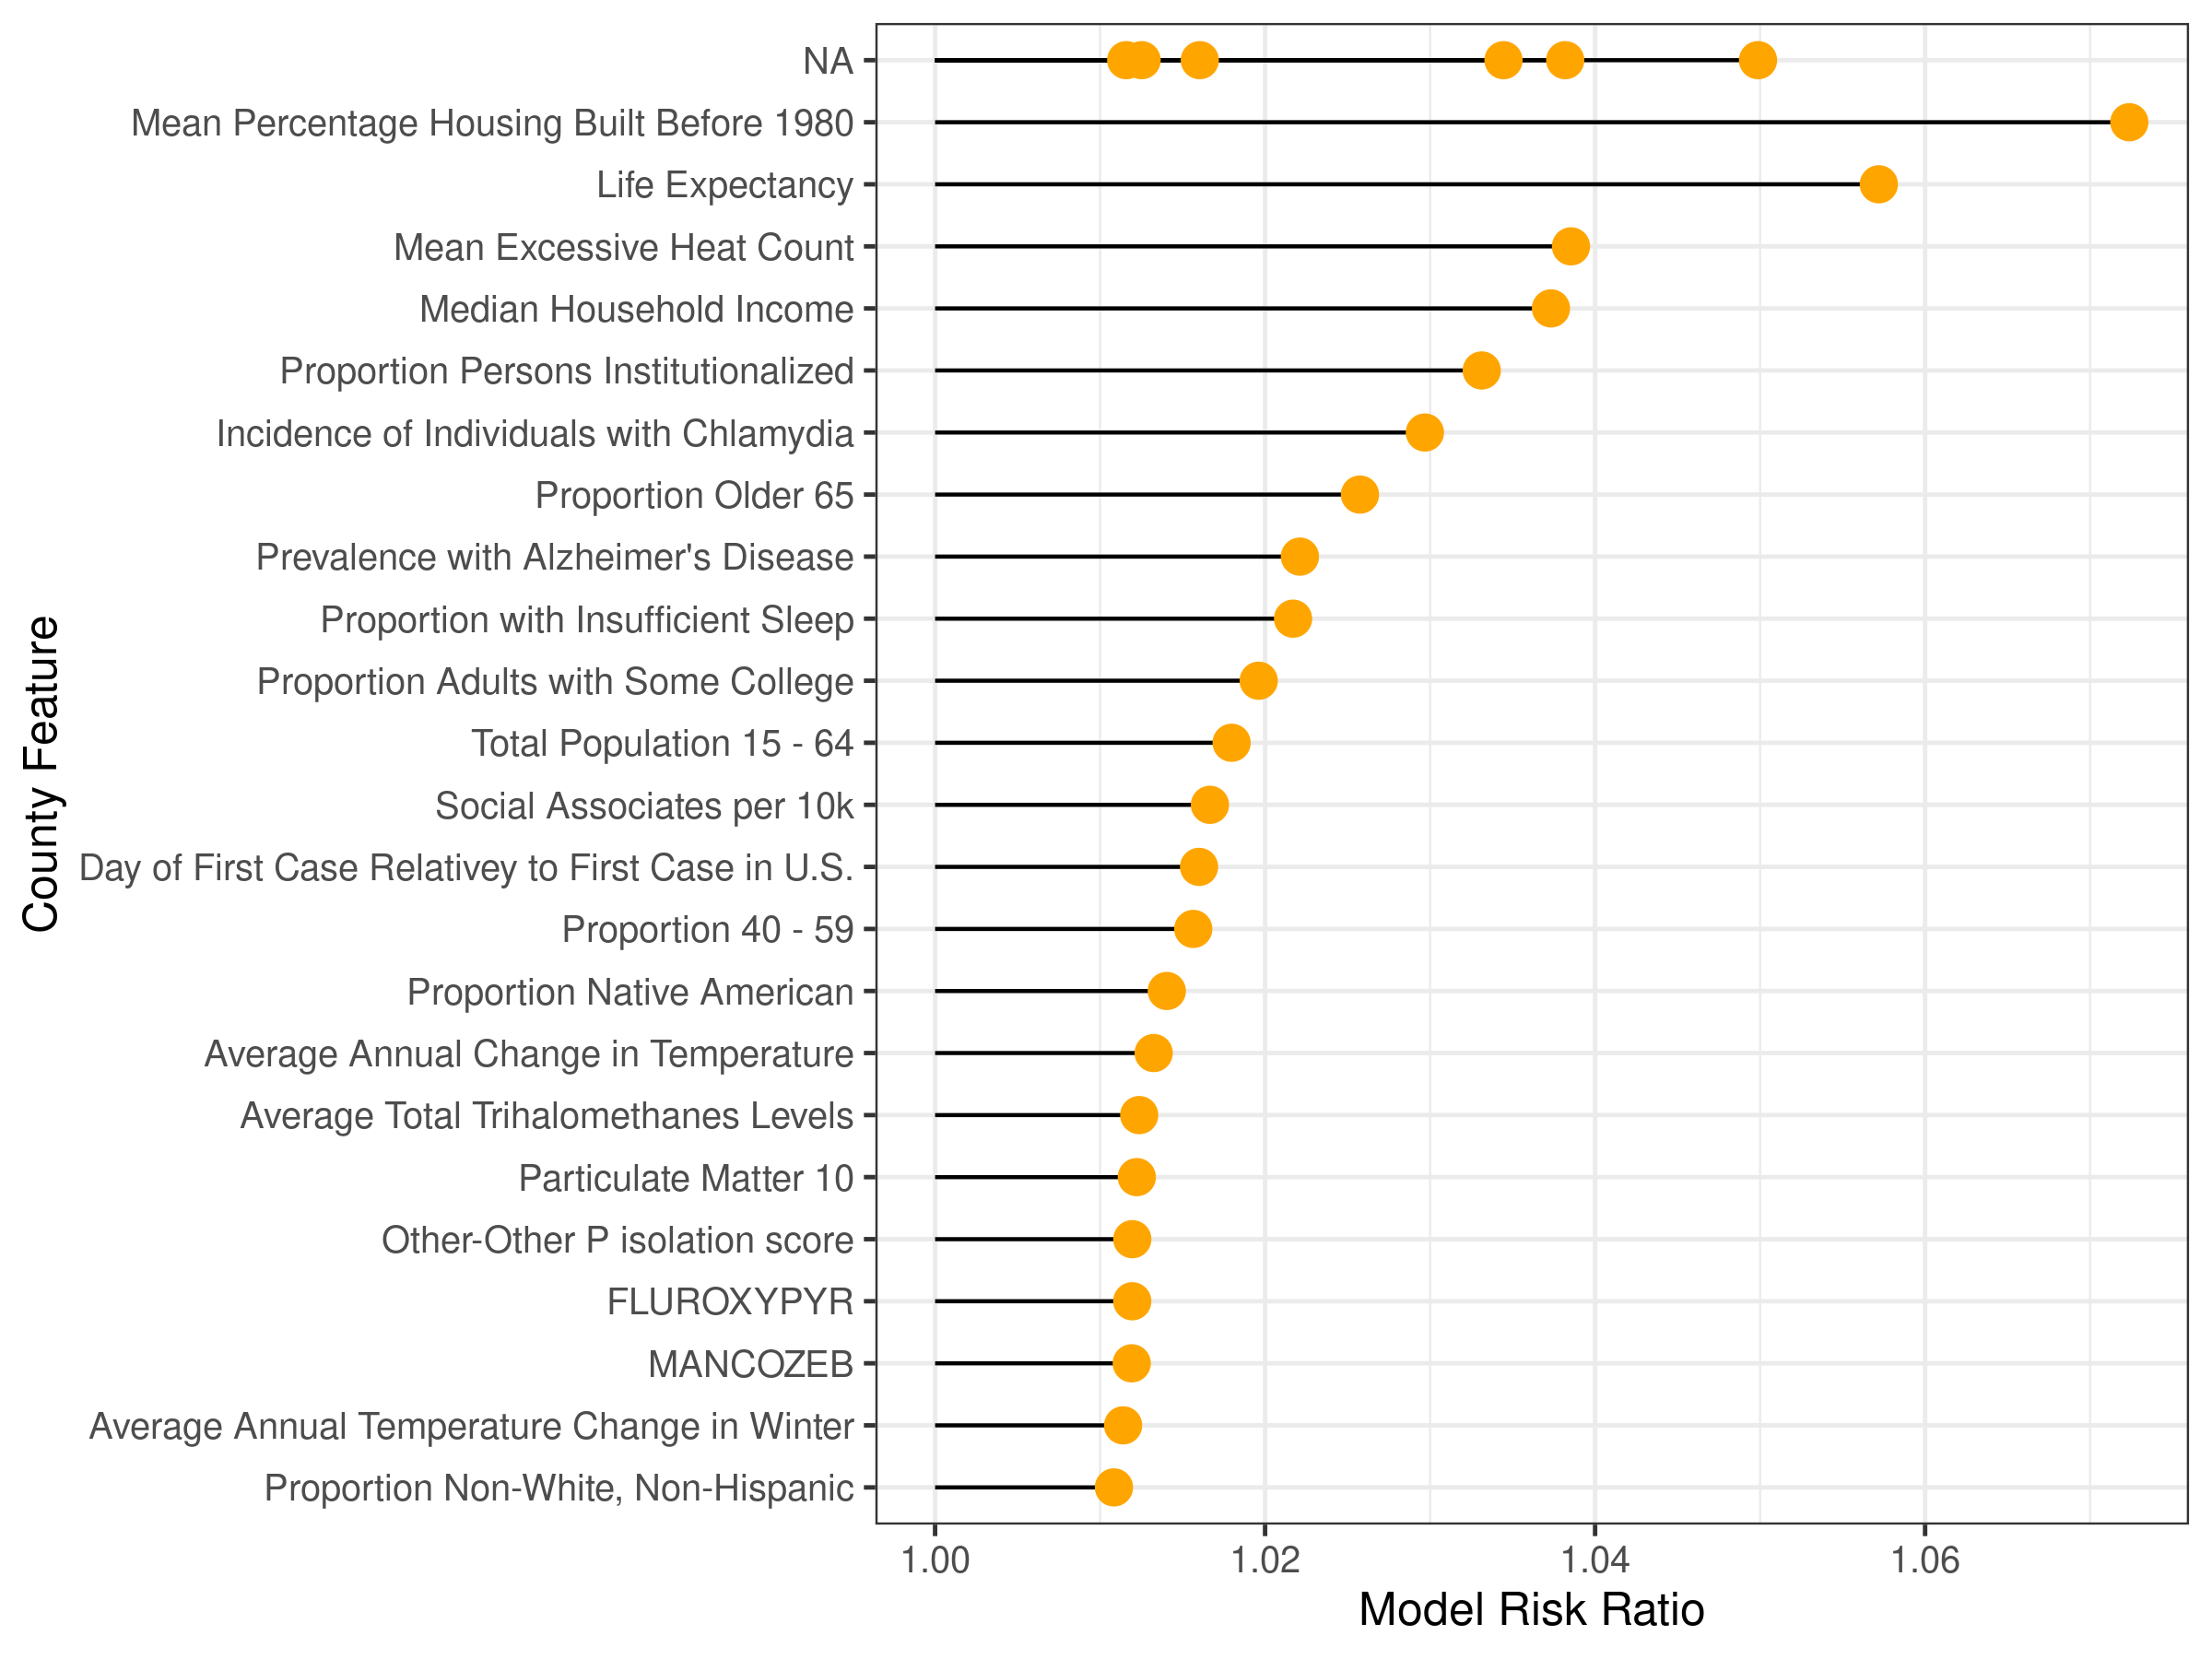 NA
Mean Percentage Housing Built Before 1980
Life Expectancy
Mean Excessive Heat Count
Median Household Income
Proportion Persons Institutionalized
Incidence of Individuals with Chlamydia
Proportion Older 65
Prevalence with Alzheimer's Disease
Proportion with Insufficient Sleep
Proportion Adults with Some College
Total Population 15 - 64
Social Associates per 10k
Day of First Case Relativey to First Case in U.S.
Proportion 40 - 59
Proportion Native American
Average Annual Change in Temperature
Average Total Trihalomethanes Levels
Particulate Matter 10
Other-Other P isolation score
FLUROXYPYR
MANCOZEB
Average Annual Temperature Change in Winter
Proportion Non-White, Non-Hispanic
County Feature
1.00 1.02 1.04 1.06
Model Risk Ratio